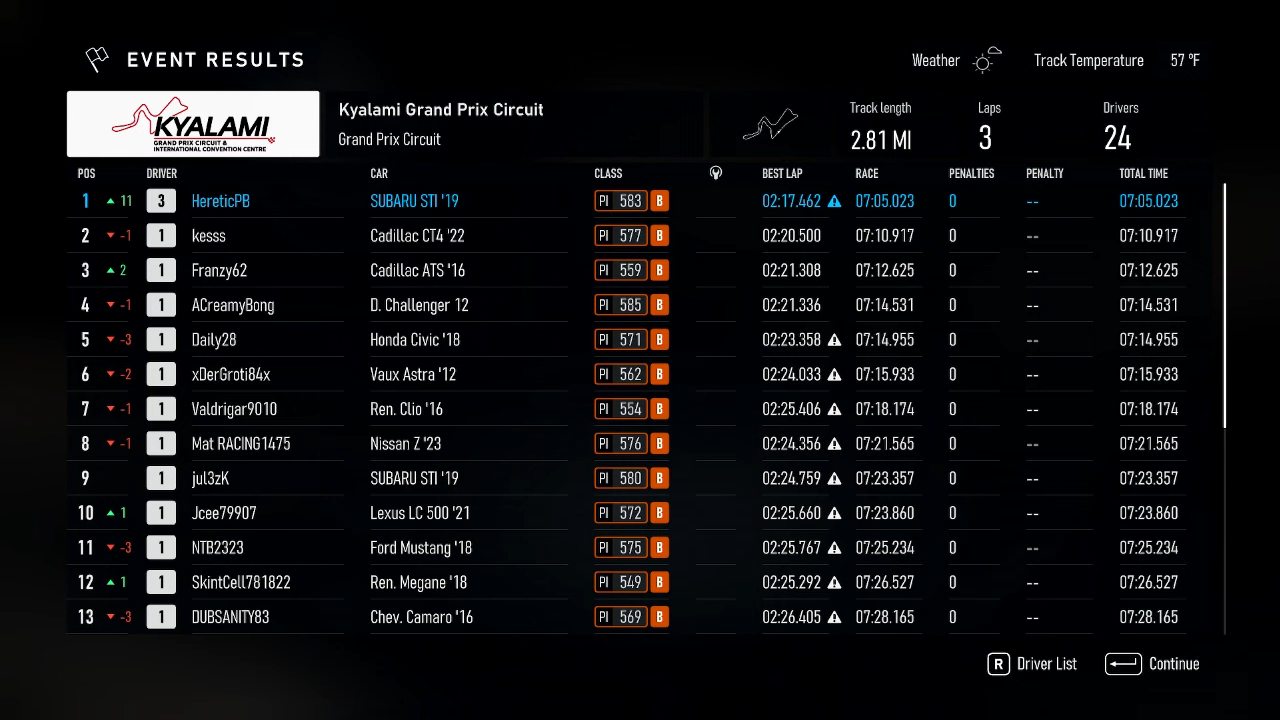 EVENT RESULTS
Weather Track Temperature 57 °F
KYALAMI
GRAND PRIX CIRCUIT &
INTERNATIONAL CONVENTION CENTRE
Kyalami Grand Prix Circuit
Grand Prix Circuit
Track length Laps Drivers
2.81 MI 3 24
POS DRIVER CAR CLASS BEST LAP RACE PENALTIES PENALTY TOTAL TIME
1 11 3 HereticPB SUBARU STI '19 PI 583 B 02:17.462 07:05.023 0 -- 07:05.023
2 -1 1 kesss Cadillac CT4 '22 PI 577 B 02:20.500 07:10.917 0 -- 07:10.917
3 2 1 Franzy62 Cadillac ATS '16 PI 559 B 02:21.308 07:12.625 0 -- 07:12.625
4 -1 1 ACreamyBong D. Challenger 12 PI 585 B 02:21.336 07:14.531 0 -- 07:14.531
5 -3 1 Daily28 Honda Civic '18 PI 571 B 02:23.358 07:14.955 0 -- 07:14.955
6 -2 1 xDerGroti84x Vaux Astra '12 PI 562 B 02:24.033 07:15.933 0 -- 07:15.933
7 -1 1 Valdrigar9010 Ren. Clio '16 PI 554 B 02:25.406 07:18.174 0 -- 07:18.174
8 -1 1 Mat RACING1475 Nissan Z '23 PI 576 B 02:24.356 07:21.565 0 -- 07:21.565
9 1 jul3zK SUBARU STI '19 PI 580 B 02:24.759 07:23.357 0 -- 07:23.357
10 1 1 Jcee79907 Lexus LC 500 '21 PI 572 B 02:25.660 07:23.860 0 -- 07:23.860
11 -3 1 NTB2323 Ford Mustang '18 PI 575 B 02:25.767 07:25.234 0 -- 07:25.234
12 1 1 SkintCell781822 Ren. Megane '18 PI 549 B 02:25.292 07:26.527 0 -- 07:26.527
13 -3 1 DUBSANITY83 Chev. Camaro '16 PI 569 B 02:26.405 07:28.165 0 -- 07:28.165
R Driver List Continue